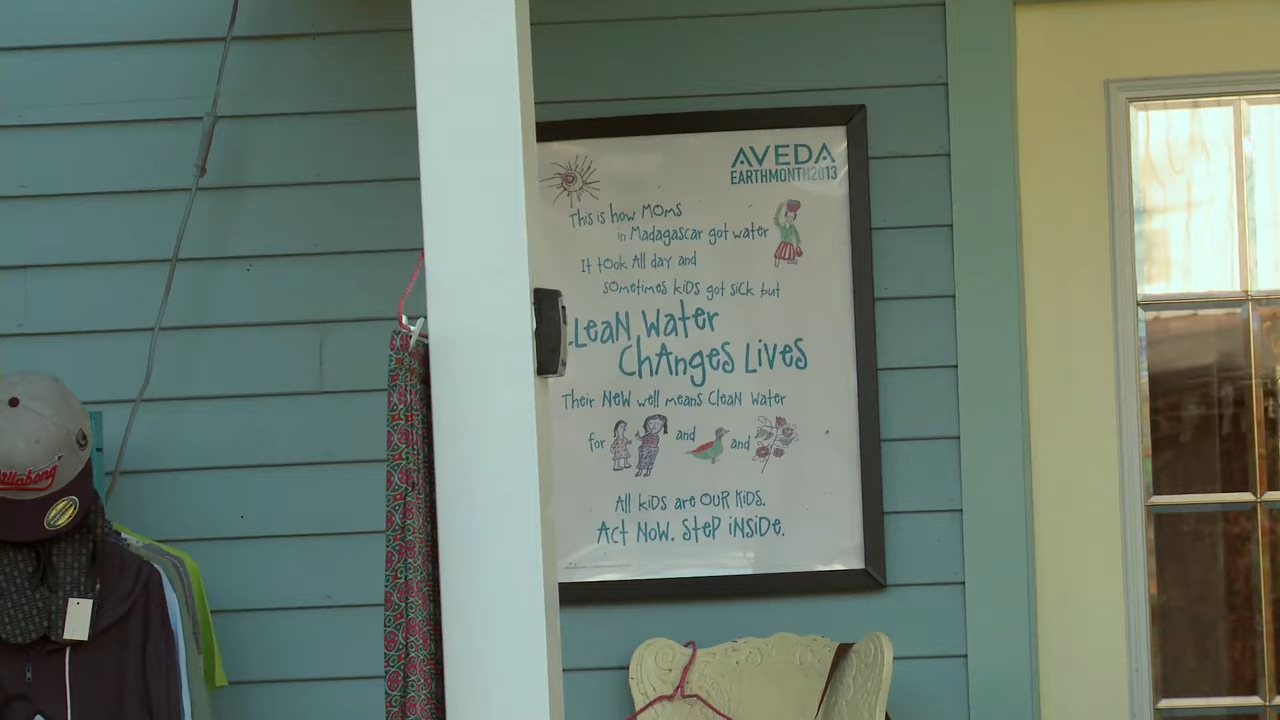 AVEDA
EARTHMONTH2013
This is how MOMs
in Madagascar got water
It tOOk All day and
sOmetimes kiDs got sick but
LeaN Water
ChAnges Lives
Their NeW well means CleaN Water
for and and
All kiDs are OUR KiDS.
Act Now. Step iNSiDe.
llabong